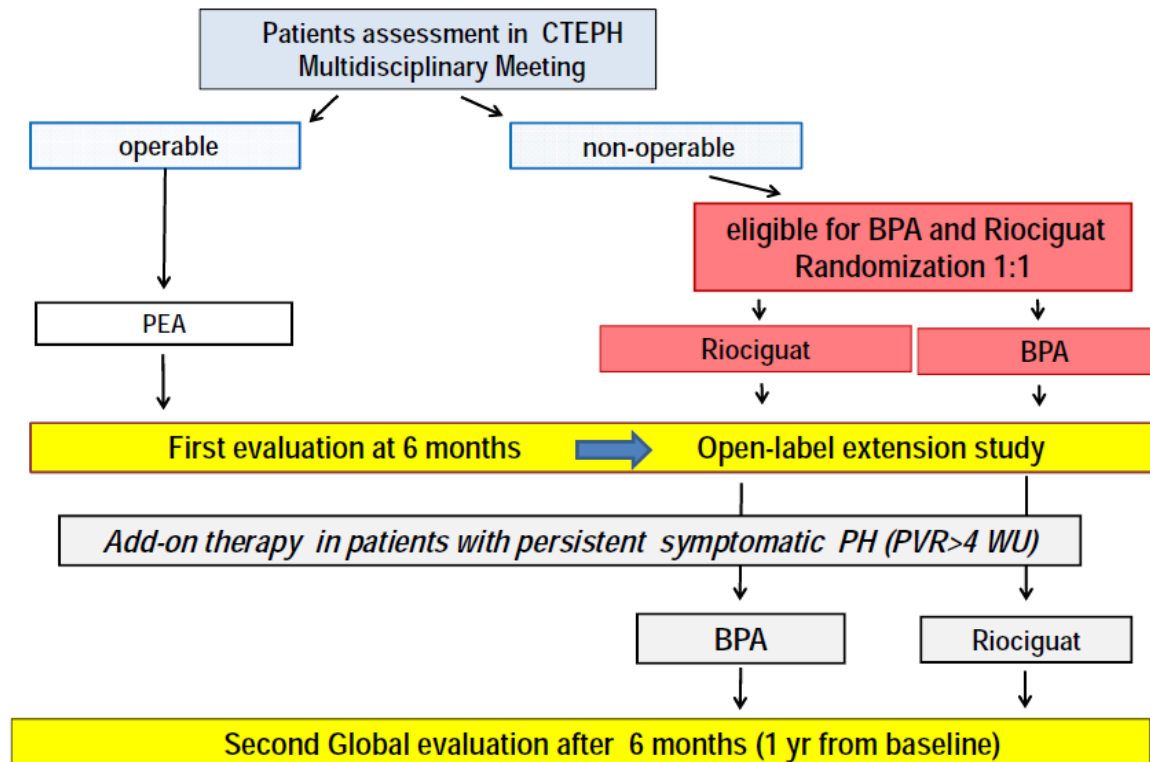 Patients assessment in CTEPH
Multidisciplinary Meeting
operable
non-operable
eligible for BPA and Riociguat
Randomization 1:1
PEA
Riociguat
BPA
First evaluation at 6 months
Open-label extension study
Add-on therapy in patients with persistent symptomatic PH (PVR>4 WU)
BPA
Riociguat
Second Global evaluation after 6 months (1 yr from baseline)